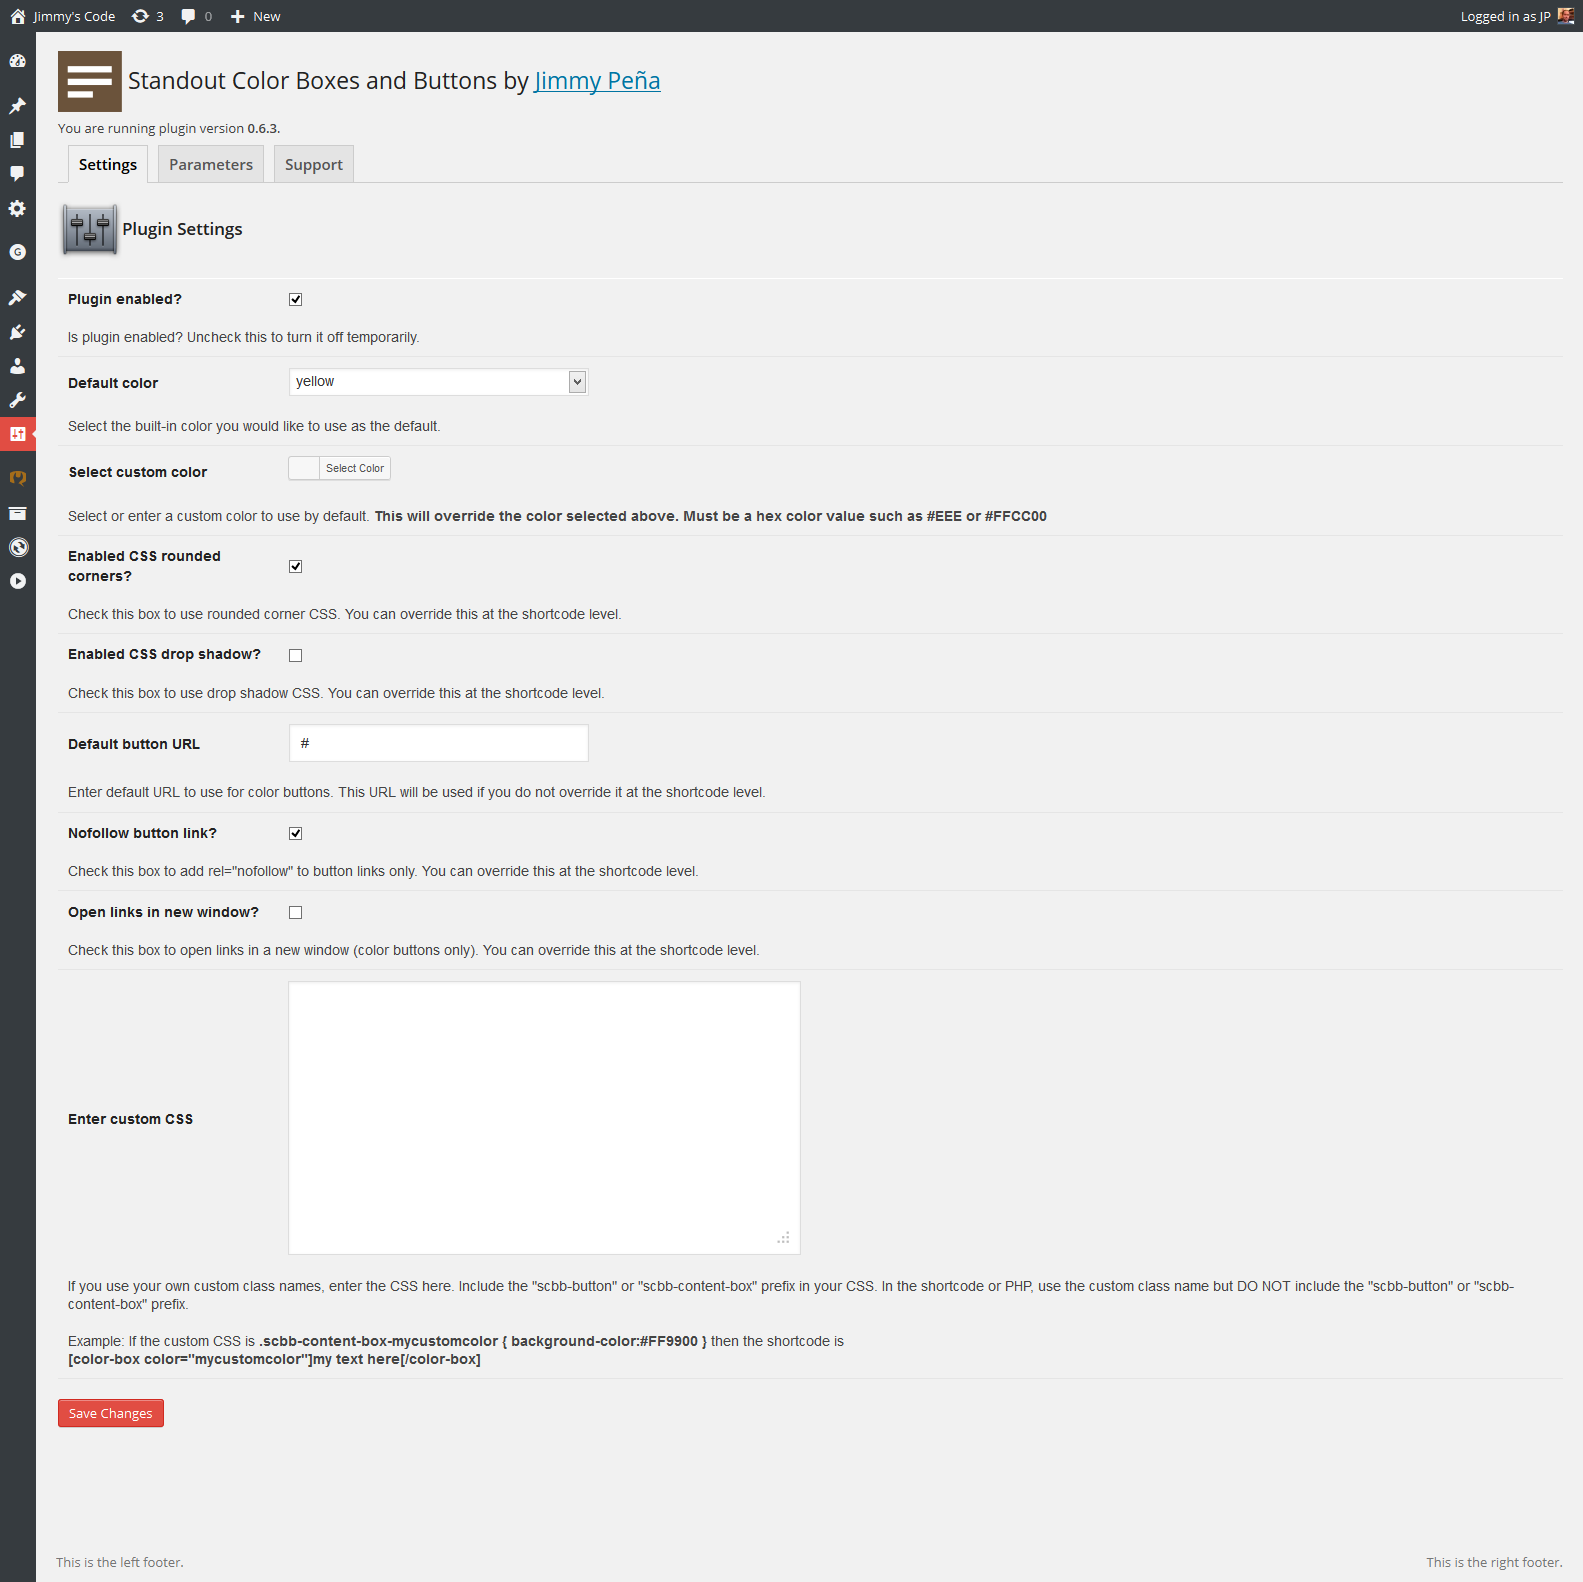 Jimmy's Code 3 0 New Logged in as JP
Standout Color Boxes and Buttons by Jimmy Peña
You are running plugin version 0.6.3.
Settings Parameters Support
Plugin Settings
Plugin enabled?
Is plugin enabled? Uncheck this to turn it off temporarily.
Default color yellow
Select the built-in color you would like to use as the default.
Select custom color Select Color
Select or enter a custom color to use by default. This will override the color selected above. Must be a hex color value such as #EEE or #FFCC00
Enabled CSS rounded
corners?
Check this box to use rounded corner CSS. You can override this at the shortcode level.
Enabled CSS drop shadow?
Check this box to use drop shadow CSS. You can override this at the shortcode level.
Default button URL #
Enter default URL to use for color buttons. This URL will be used if you do not override it at the shortcode level.
Nofollow button link?
Check this box to add rel="nofollow" to button links only. You can override this at the shortcode level.
Open links in new window?
Check this box to open links in a new window (color buttons only). You can override this at the shortcode level.
Enter custom CSS
If you use your own custom class names, enter the CSS here. Include the "scbb-button" or "scbb-content-box" prefix in your CSS. In the shortcode or PHP, use the custom class name but DO NOT include the "scbb-button" or "scbb-
content-box" prefix.
Example: If the custom CSS is .scbb-content-box-mycustomcolor { background-color:#FF9900 } then the shortcode is
[color-box color="mycustomcolor"]my text here[/color-box]
Save Changes
This is the left footer. This is the right footer.